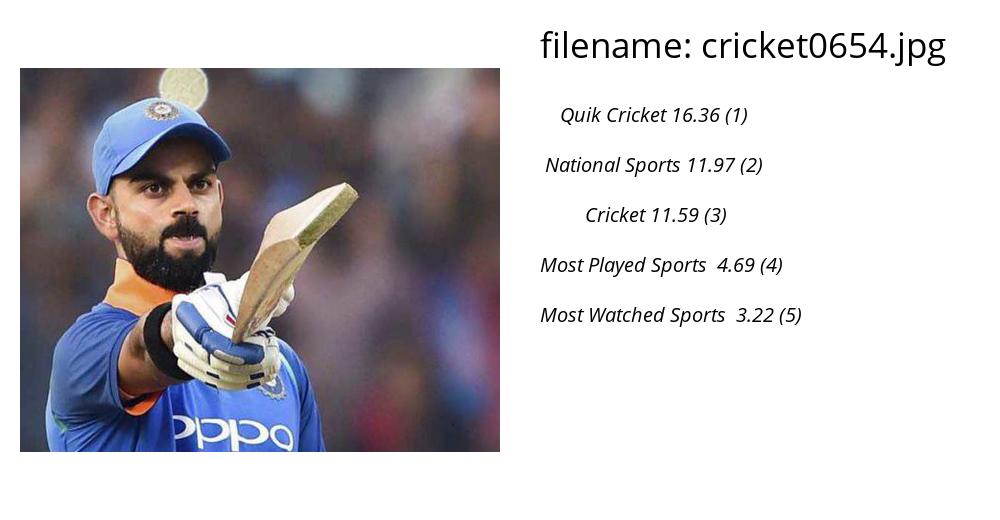 filename: cricket0654.jpg
Quik Cricket 16.36 (1)
National Sports 11.97 (2)
Cricket 11.59 (3)
Most Played Sports 4.69 (4)
Most Watched Sports 3.22 (5)
oppo